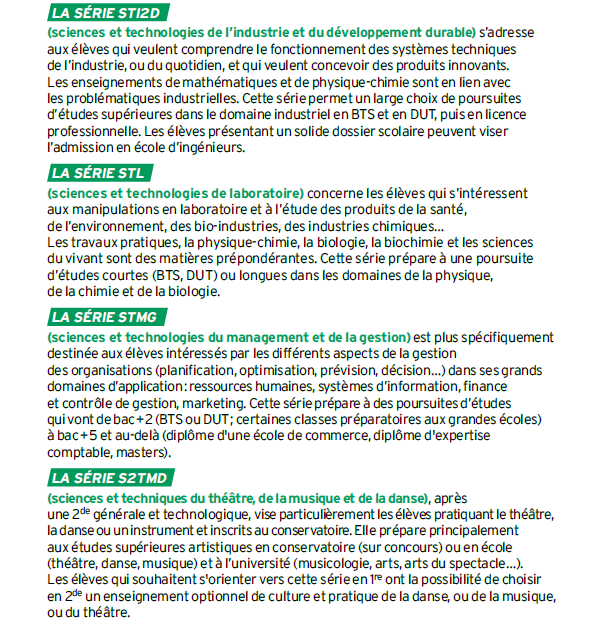 LA SÉRIE STI2D
(sciences et technologies de l'industrie et du développement durable) s'adresse
aux élèves qui veulent comprendre le fonctionnement des systèmes techniques
de l'industrie, ou du quotidien, et qui veulent concevoir des produits innovants.
Les enseignements de mathématiques et de physique-chimie sont en lien avec
les problématiques industrielles. Cette série permet un large choix de poursuites
d'études supérieures dans le domaine industriel en BTS et en DUT, puis en licence
professionnelle. Les élèves présentant un solide dossier scolaire peuvent viser
l'admission en école d'ingénieurs.
LA SÉRIE STL
(sciences et technologies de laboratoire) concerne les élèves qui s'intéressent
aux manipulations en laboratoire et à l'étude des produits de la santé,
de l'environnement, des bio-industries, des industries chimiques...
Les travaux pratiques, la physique-chimie, la biologie, la biochimie et les sciences
du vivant sont des matières prépondérantes. Cette série prépare à une poursuite
d'études courtes (BTS, DUT) ou longues dans les domaines de la physique,
de la chimie et de la biologie.
LA SÉRIE STMG
(sciences et technologies du management et de la gestion) est plus spécifiquement
destinée aux élèves intéressés par les différents aspects de la gestion
des organisations (planification, optimisation, prévision, décision...) dans ses grands
domaines d'application : ressources humaines, systèmes d'information, finance
et contrôle de gestion, marketing. Cette série prépare à des poursuites d'études
qui vont de bac + 2 (BTS ou DUT ; certaines classes préparatoires aux grandes écoles)
à bac + 5 et au-delà (diplôme d'une école de commerce, diplôme d'expertise
comptable, masters).
LA SÉRIE S2TMD
(sciences et techniques du théâtre, de la musique et de la danse), après
une 2de générale et technologique, vise particulièrement les élèves pratiquant le théâtre,
la danse ou un instrument et inscrits au conservatoire. Elle prépare principalement
aux études supérieures artistiques en conservatoire (sur concours) ou en école
(théâtre, danse, musique) et à l'université (musicologie, arts, arts du spectacle...).
Les élèves qui souhaitent s'orienter vers cette série en 1re ont la possibilité de choisir
en 2de un enseignement optionnel de culture et pratique de la danse, ou de la musique,
ou du théâtre.